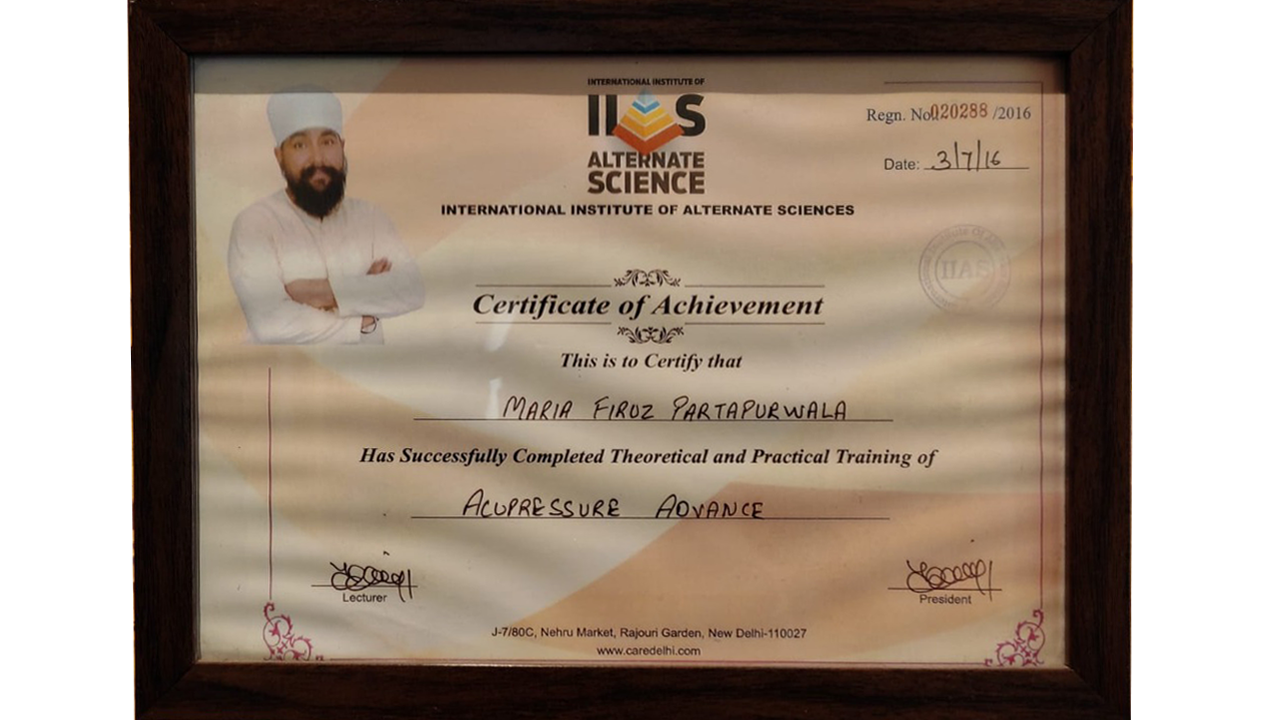 INTERNATIONAL INSTITUTE OF
IIAS
ALTERNATE
SCIENCE
INTERNATIONAL INSTITUTE OF ALTERNATE SCIENCES
Regn. No. 020288 /2016
Date: 3/7/16
IIAS
Certificate of Achievement
This is to Certify that
MARIA FIRUZ PARTAPURWALA
Has Successfully Completed Theoretical and Practical Training of
ACUPRESSURE ADVANCE
Lecturer
President
J-7/80C, Nehru Market, Rajouri Garden, New Delhi-110027
www.caredelhi.com